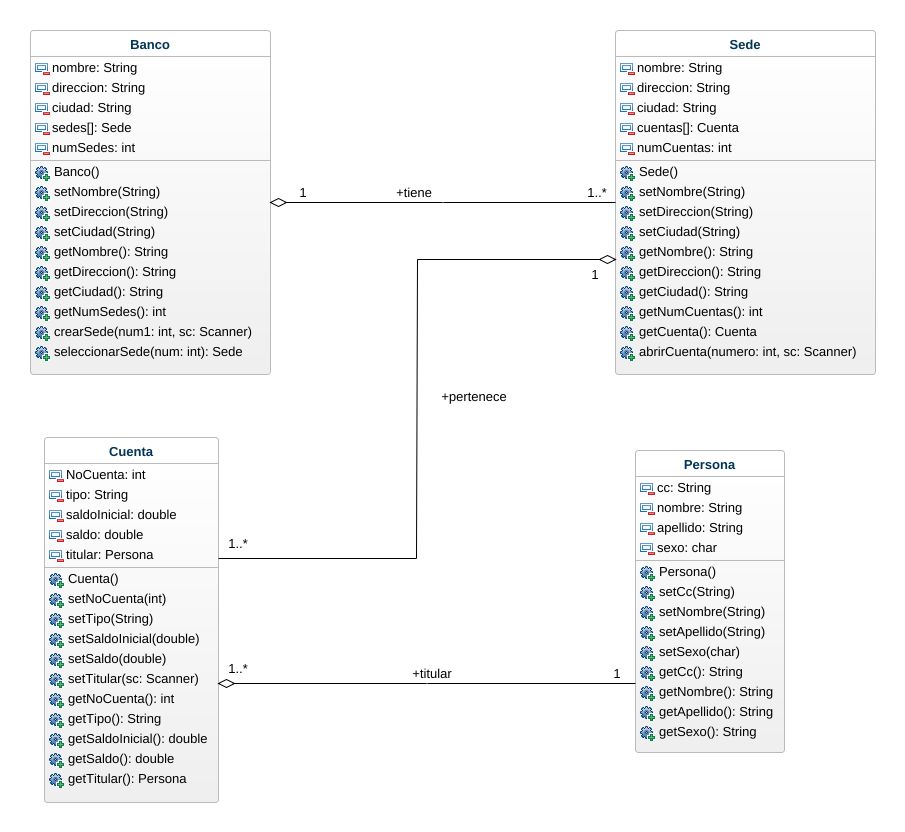 Banco
nombre: String
direccion: String
ciudad: String
sedes[]: Sede
numSedes: int
Banco()
setNombre(String)
setDireccion(String)
setCiudad(String)
getNombre(): String
getDireccion(): String
getCiudad(): String
getNumSedes(): int
crearSede(num1: int, sc: Scanner)
seleccionarSede(num: int): Sede
1
+tiene
1..*
Sede
nombre: String
direccion: String
ciudad: String
cuentas[]: Cuenta
numCuentas: int
Sede()
setNombre(String)
setDireccion(String)
setCiudad(String)
getNombre(): String
getDireccion(): String
getCiudad(): String
getNumCuentas(): int
getCuenta(): Cuenta
abrirCuenta(numero: int, sc: Scanner)
1
+pertenece
1..*
Cuenta
NoCuenta: int
tipo: String
saldoInicial: double
saldo: double
titular: Persona
Cuenta()
setNoCuenta(int)
setTipo(String)
setSaldoInicial(double)
setSaldo(double)
setTitular(sc: Scanner)
getNoCuenta(): int
getTipo(): String
getSaldoInicial(): double
getSaldo(): double
getTitular(): Persona
1..*
+titular
1
Persona
cc: String
nombre: String
apellido: String
sexo: char
Persona()
setCc(String)
setNombre(String)
setApellido(String)
setSexo(char)
getCc(): String
getNombre(): String
getApellido(): String
getSexo(): String